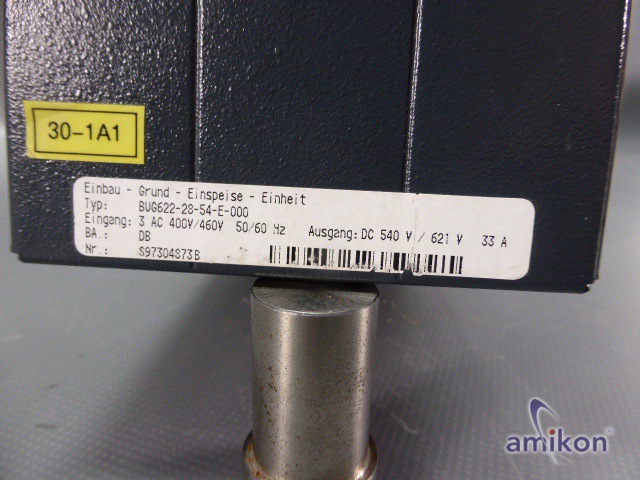 30-1A1
Einbau - Grund - Einspeise - Einheit
Typ: BUG622-28-54-E-000
Eingang: 3 AC 400V/460V 50/60 Hz Ausgang: DC 540 V / 621 V 33 A
BA.: DB
Nr.: S97304873B
amikon